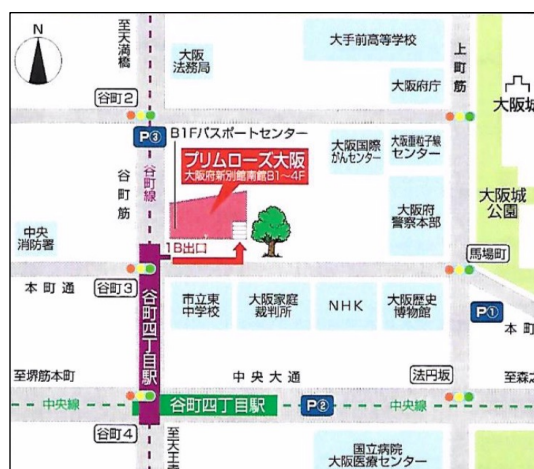 N
至天満橋
大阪
法務局
大手前高等学校
大阪府庁
上町筋
大阪城
谷町2
P③
B1Fパスポートセンター
プリムローズ大阪
大阪府新別館南館B1〜4F
大阪国際
がんセンター
大阪重粒子線
センター
谷町筋
谷町線
大阪城
公園
大阪府
警察本部
中央
消防署
1B出口
馬場町
本町通
谷町3
谷町四丁目駅
市立東
中学校
大阪家庭
裁判所
NHK
大阪歴史
博物館
P①
本町
至堺筋本町
中央大通
法円坂
至森之
中央線
谷町四丁目駅
P②
中央線
谷町4
国立病院
大阪医療センター